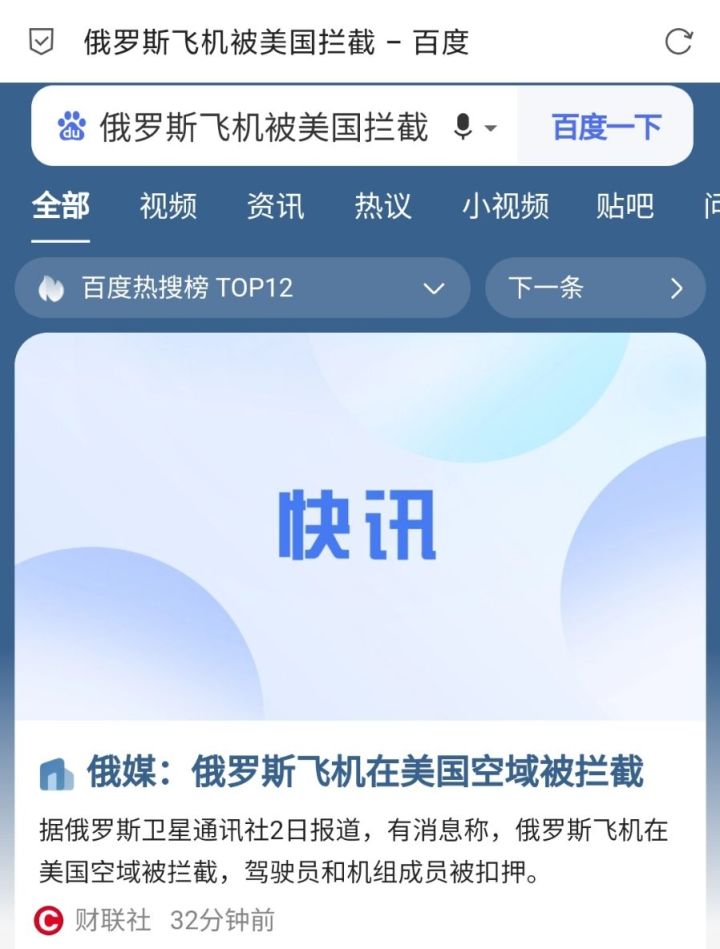 俄罗斯飞机被美国拦截 – 百度
du 俄罗斯飞机被美国拦截 百度一下
全部 视频 资讯 热议 小视频 贴吧
百度热搜榜 TOP12 下一条
快讯
俄媒：俄罗斯飞机在美国空域被拦截
据俄罗斯卫星通讯社2日报道，有消息称，俄罗斯飞机在
美国空域被拦截，驾驶员和机组成员被扣押。
财联社 32分钟前